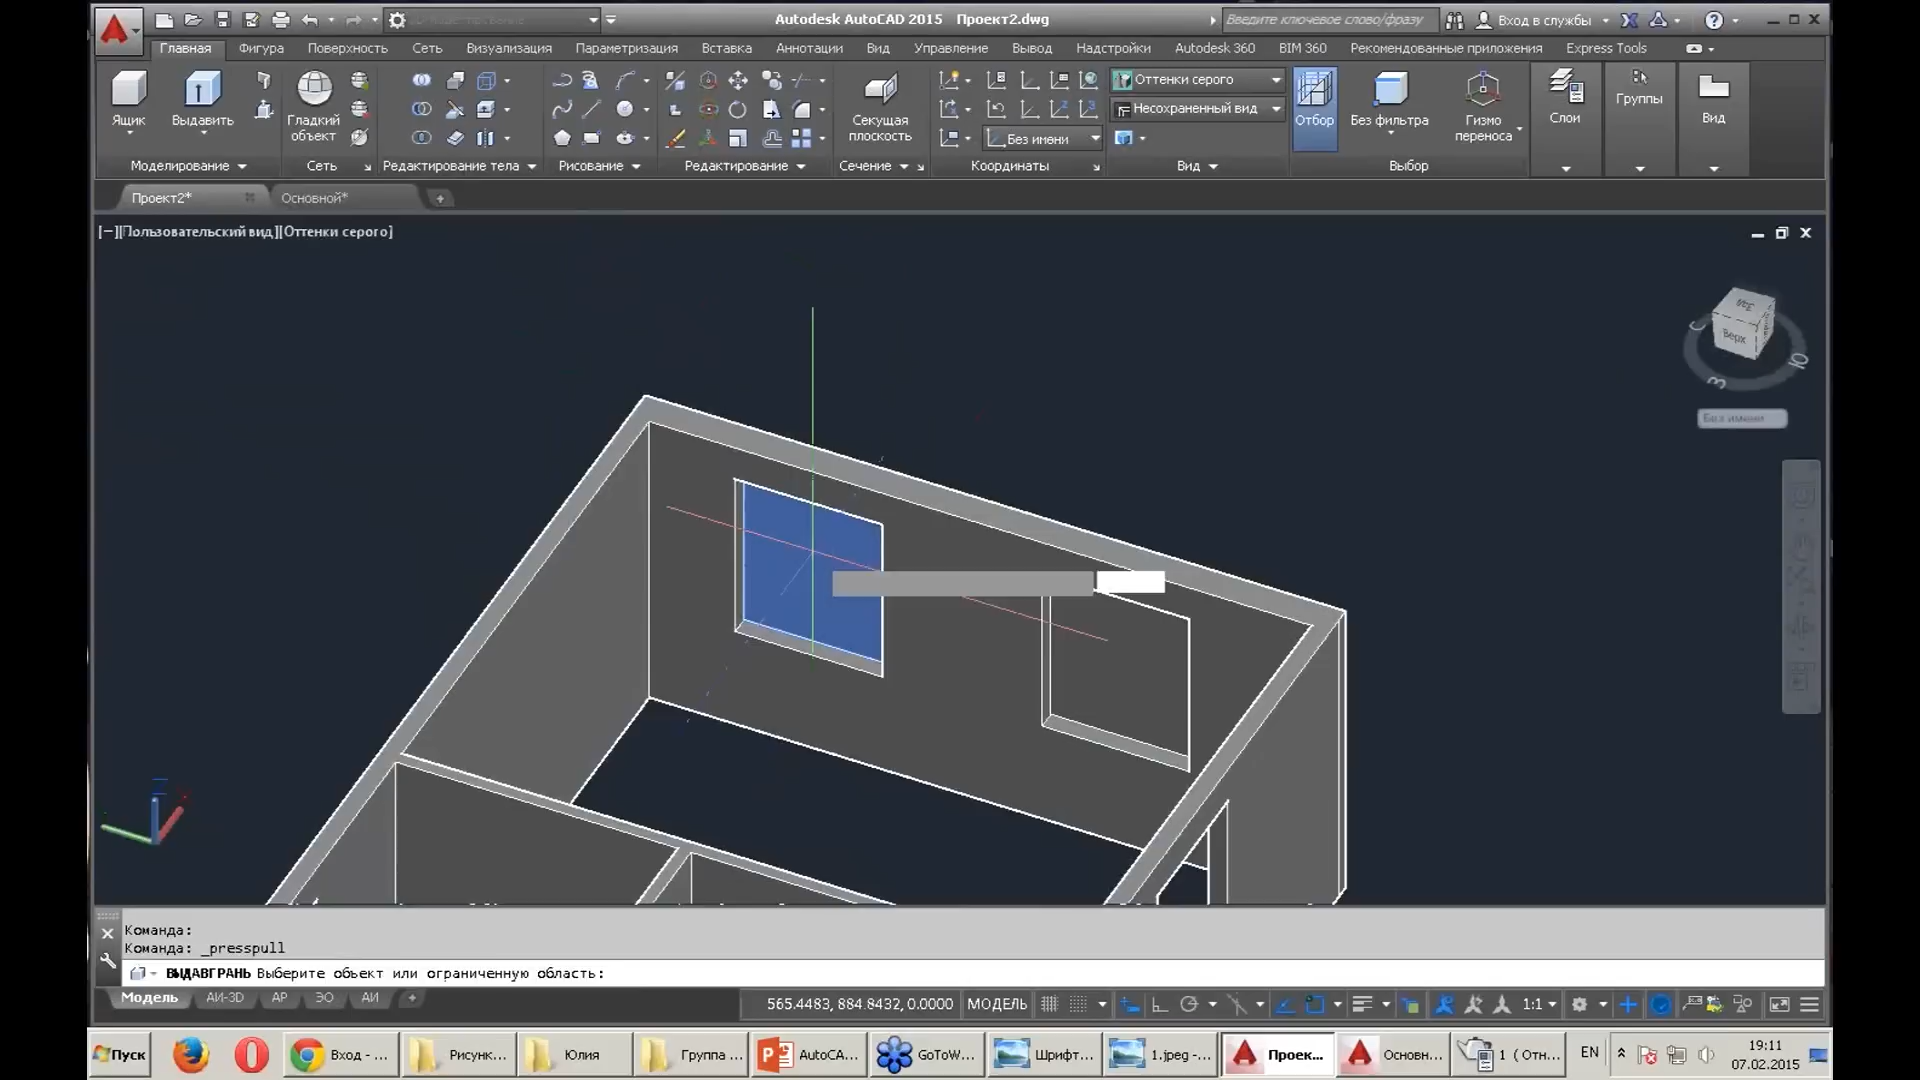 Autodesk AutoCAD 2015 Проект2.dwg
Введите ключевое слово/фразу
Вход в службы
Главная Фигура Поверхность Сеть Визуализация Параметризация Вставка Аннотации Вид Управление Вывод Надстройки Autodesk 360 BIM 360 Рекомендованные приложения Express Tools
Ящик
Выдавить
Гладкий объект
Секущая плоскость
Оттенки серого
Несохраненный вид
Без имени
Отбор
Без фильтра
Гизмо переноса
Слои
Группы
Вид
Моделирование Сеть Редактирование тела Рисование Редактирование Сечение Координаты Вид Выбор
Проект2* Основной*
[−][Пользовательский вид][Оттенки серого]
Верх
С
Ю
З
Без имени
Команда:
Команда: _presspull
ВЫДАВГРАНЬ Выберите объект или ограниченную область:
Модель АИ-3D АР ЭО АИ
565.4483, 884.8432, 0.0000 МОДЕЛЬ 1:1
Пуск
Вход - ...
Рисунк...
Юлия
Группа ...
AutoCA...
GoToW...
Шрифт...
1.jpeg -...
Проек...
Основн...
1 ( Отн...
EN
19:11
07.02.2015